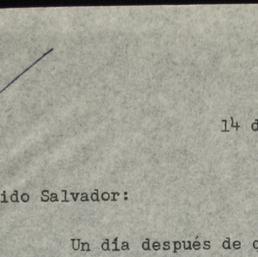 14 d
ido Salvador:
Un día después de